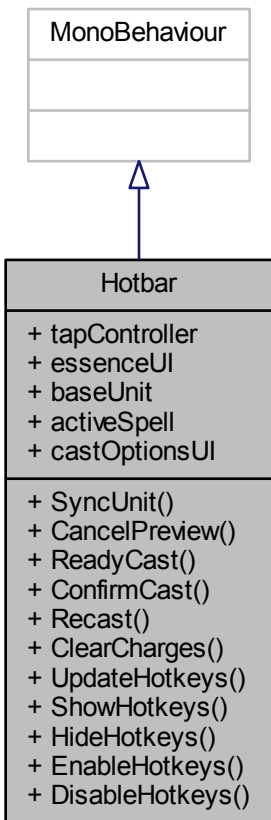 MonoBehaviour
Hotbar
+ tapController
+ essenceUI
+ baseUnit
+ activeSpell
+ castOptionsUI
+ SyncUnit()
+ CancelPreview()
+ ReadyCast()
+ ConfirmCast()
+ Recast()
+ ClearCharges()
+ UpdateHotkeys()
+ ShowHotkeys()
+ HideHotkeys()
+ EnableHotkeys()
+ DisableHotkeys()